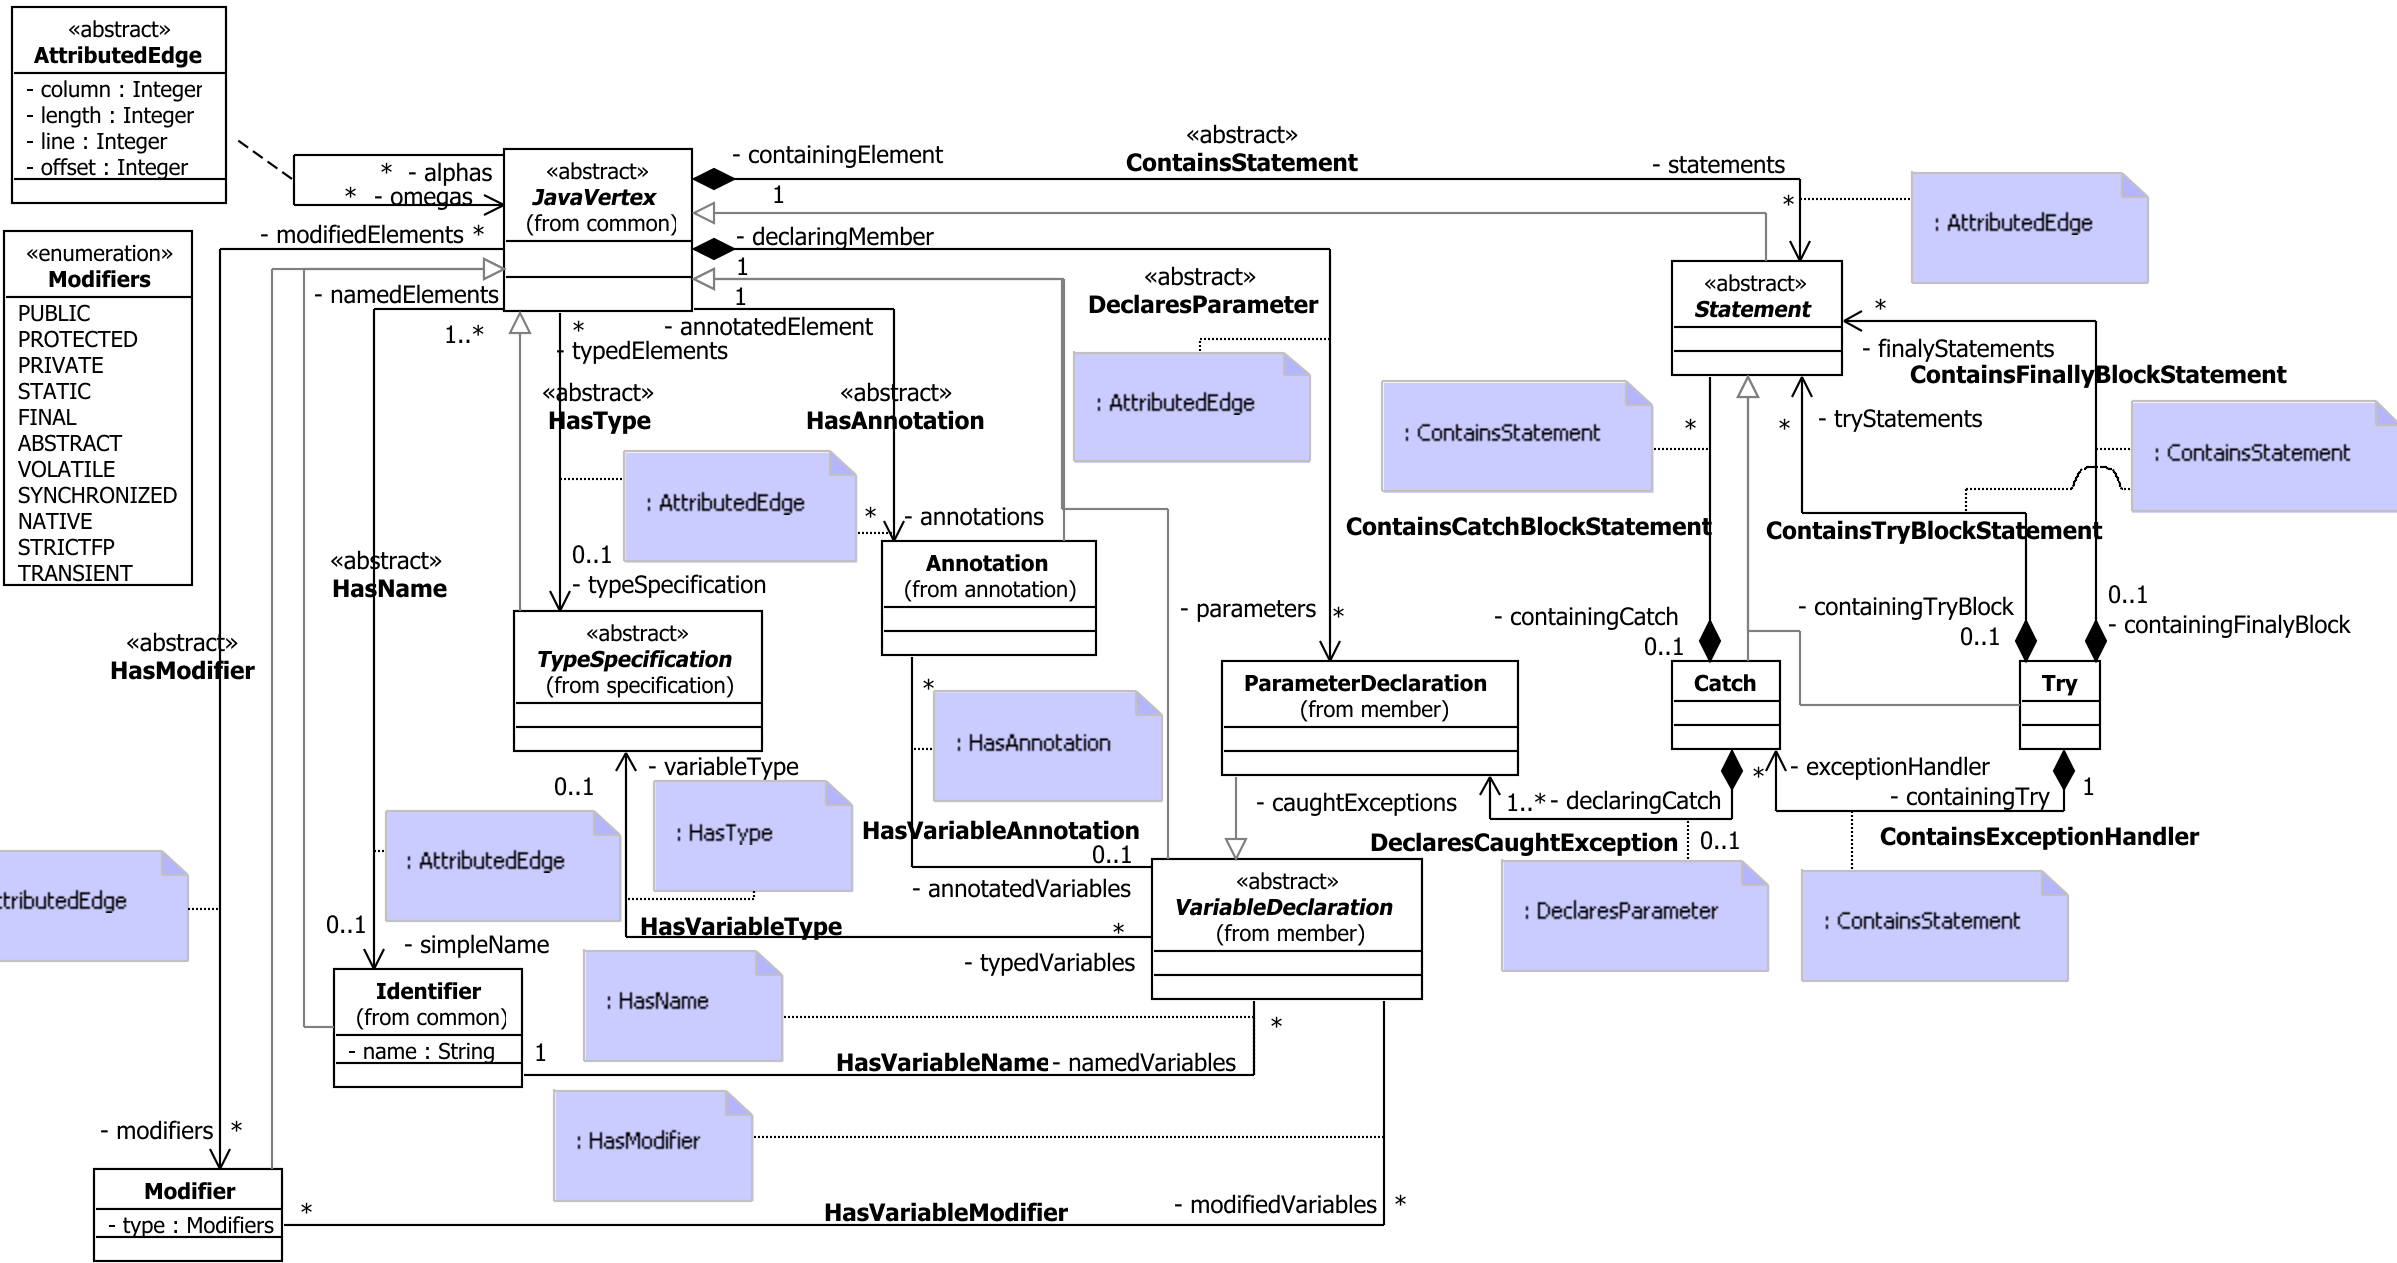 «abstract»
AttributedEdge
- column : Integer
- length : Integer
- line : Integer
- offset : Integer
«enumeration»
Modifiers
PUBLIC
PROTECTED
PRIVATE
STATIC
FINAL
ABSTRACT
VOLATILE
SYNCHRONIZED
NATIVE
STRICTFP
TRANSIENT
* - alphas
* - omegas
«abstract»
JavaVertex
(from common)
- containingElement
1
«abstract»
ContainsStatement
- statements
*
: AttributedEdge
- modifiedElements *
- namedElements
1..*
*
- typedElements
- declaringMember
1
1
- annotatedElement
«abstract»
DeclaresParameter
: AttributedEdge
«abstract»
Statement
*
- finalyStatements
ContainsFinallyBlockStatement
«abstract»
HasType
«abstract»
HasAnnotation
: ContainsStatement
*
*
- tryStatements
: ContainsStatement
: AttributedEdge
*
- annotations
ContainsCatchBlockStatement
ContainsTryBlockStatement
«abstract»
HasName
0..1
- typeSpecification
Annotation
(from annotation)
«abstract»
HasModifier
«abstract»
TypeSpecification
(from specification)
- parameters
*
- containingCatch
0..1
- containingTryBlock
0..1
0..1
- containingFinalyBlock
*
: HasAnnotation
ParameterDeclaration
(from member)
Catch
Try
0..1
- variableType
: HasType
- caughtExceptions
1..*
- declaringCatch
*
- exceptionHandler
- containingTry
1
HasVariableAnnotation
0..1
- annotatedVariables
DeclaresCaughtException
0..1
ContainsExceptionHandler
: AttributedEdge
ttributedEdge
«abstract»
VariableDeclaration
(from member)
: DeclaresParameter
: ContainsStatement
HasVariableType
*
- typedVariables
0..1
- simpleName
Identifier
(from common)
- name : String
: HasName
*
1
HasVariableName
- namedVariables
: HasModifier
- modifiers
*
Modifier
- type : Modifiers
*
HasVariableModifier
- modifiedVariables
*